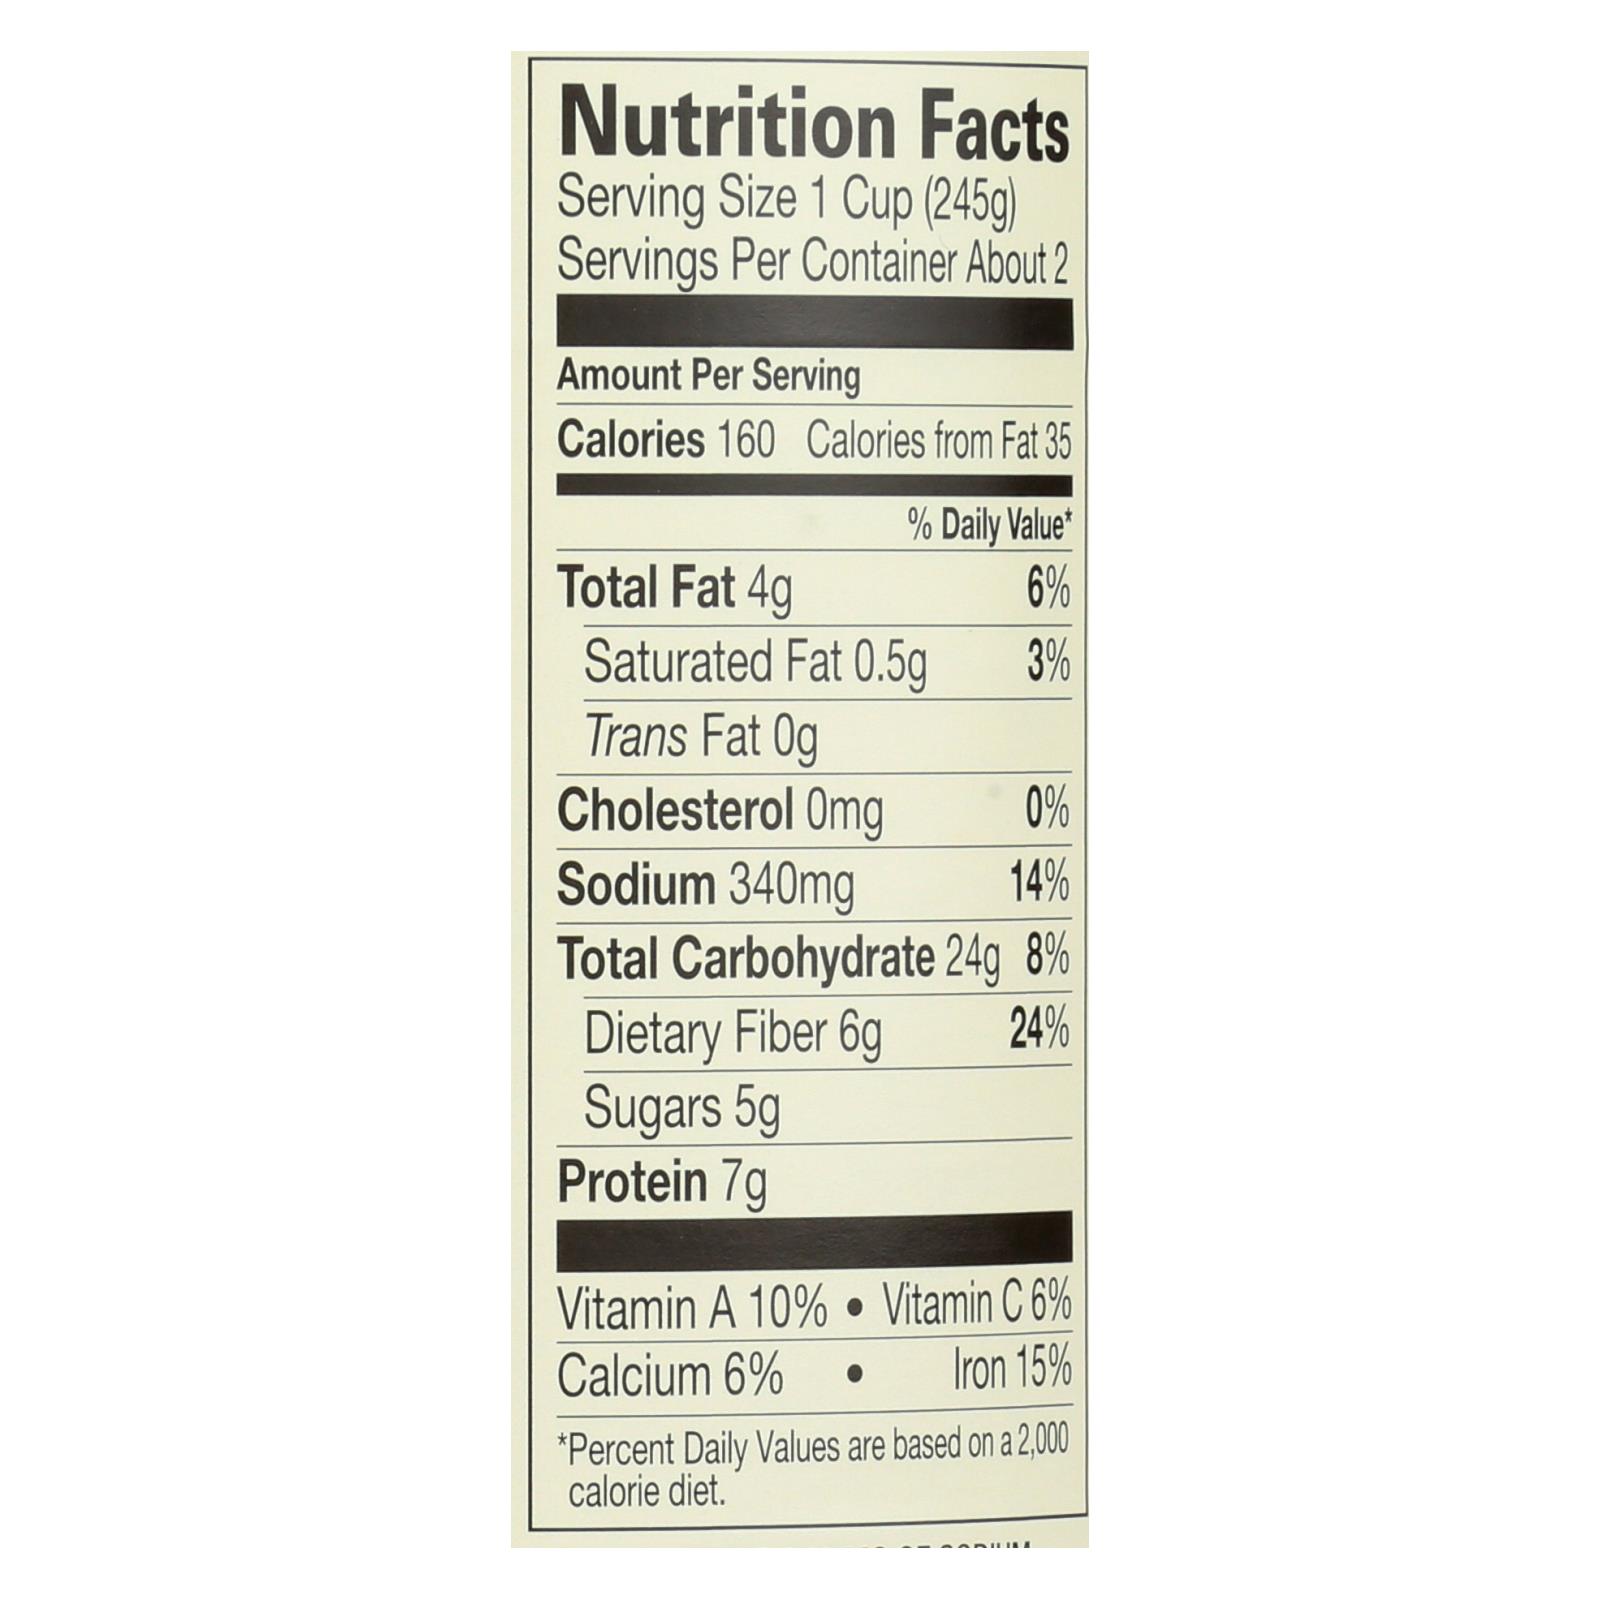 Nutrition Facts
Serving Size 1 Cup (245g)
Servings Per Container About 2
Amount Per Serving
Calories 160 Calories from Fat 35
% Daily Value*
Total Fat 4g 6%
Saturated Fat 0.5g 3%
Trans Fat 0g
Cholesterol 0mg 0%
Sodium 340mg 14%
Total Carbohydrate 24g 8%
Dietary Fiber 6g 24%
Sugars 5g
Protein 7g
Vitamin A 10% • Vitamin C 6%
Calcium 6% • Iron 15%
*Percent Daily Values are based on a 2,000
calorie diet.